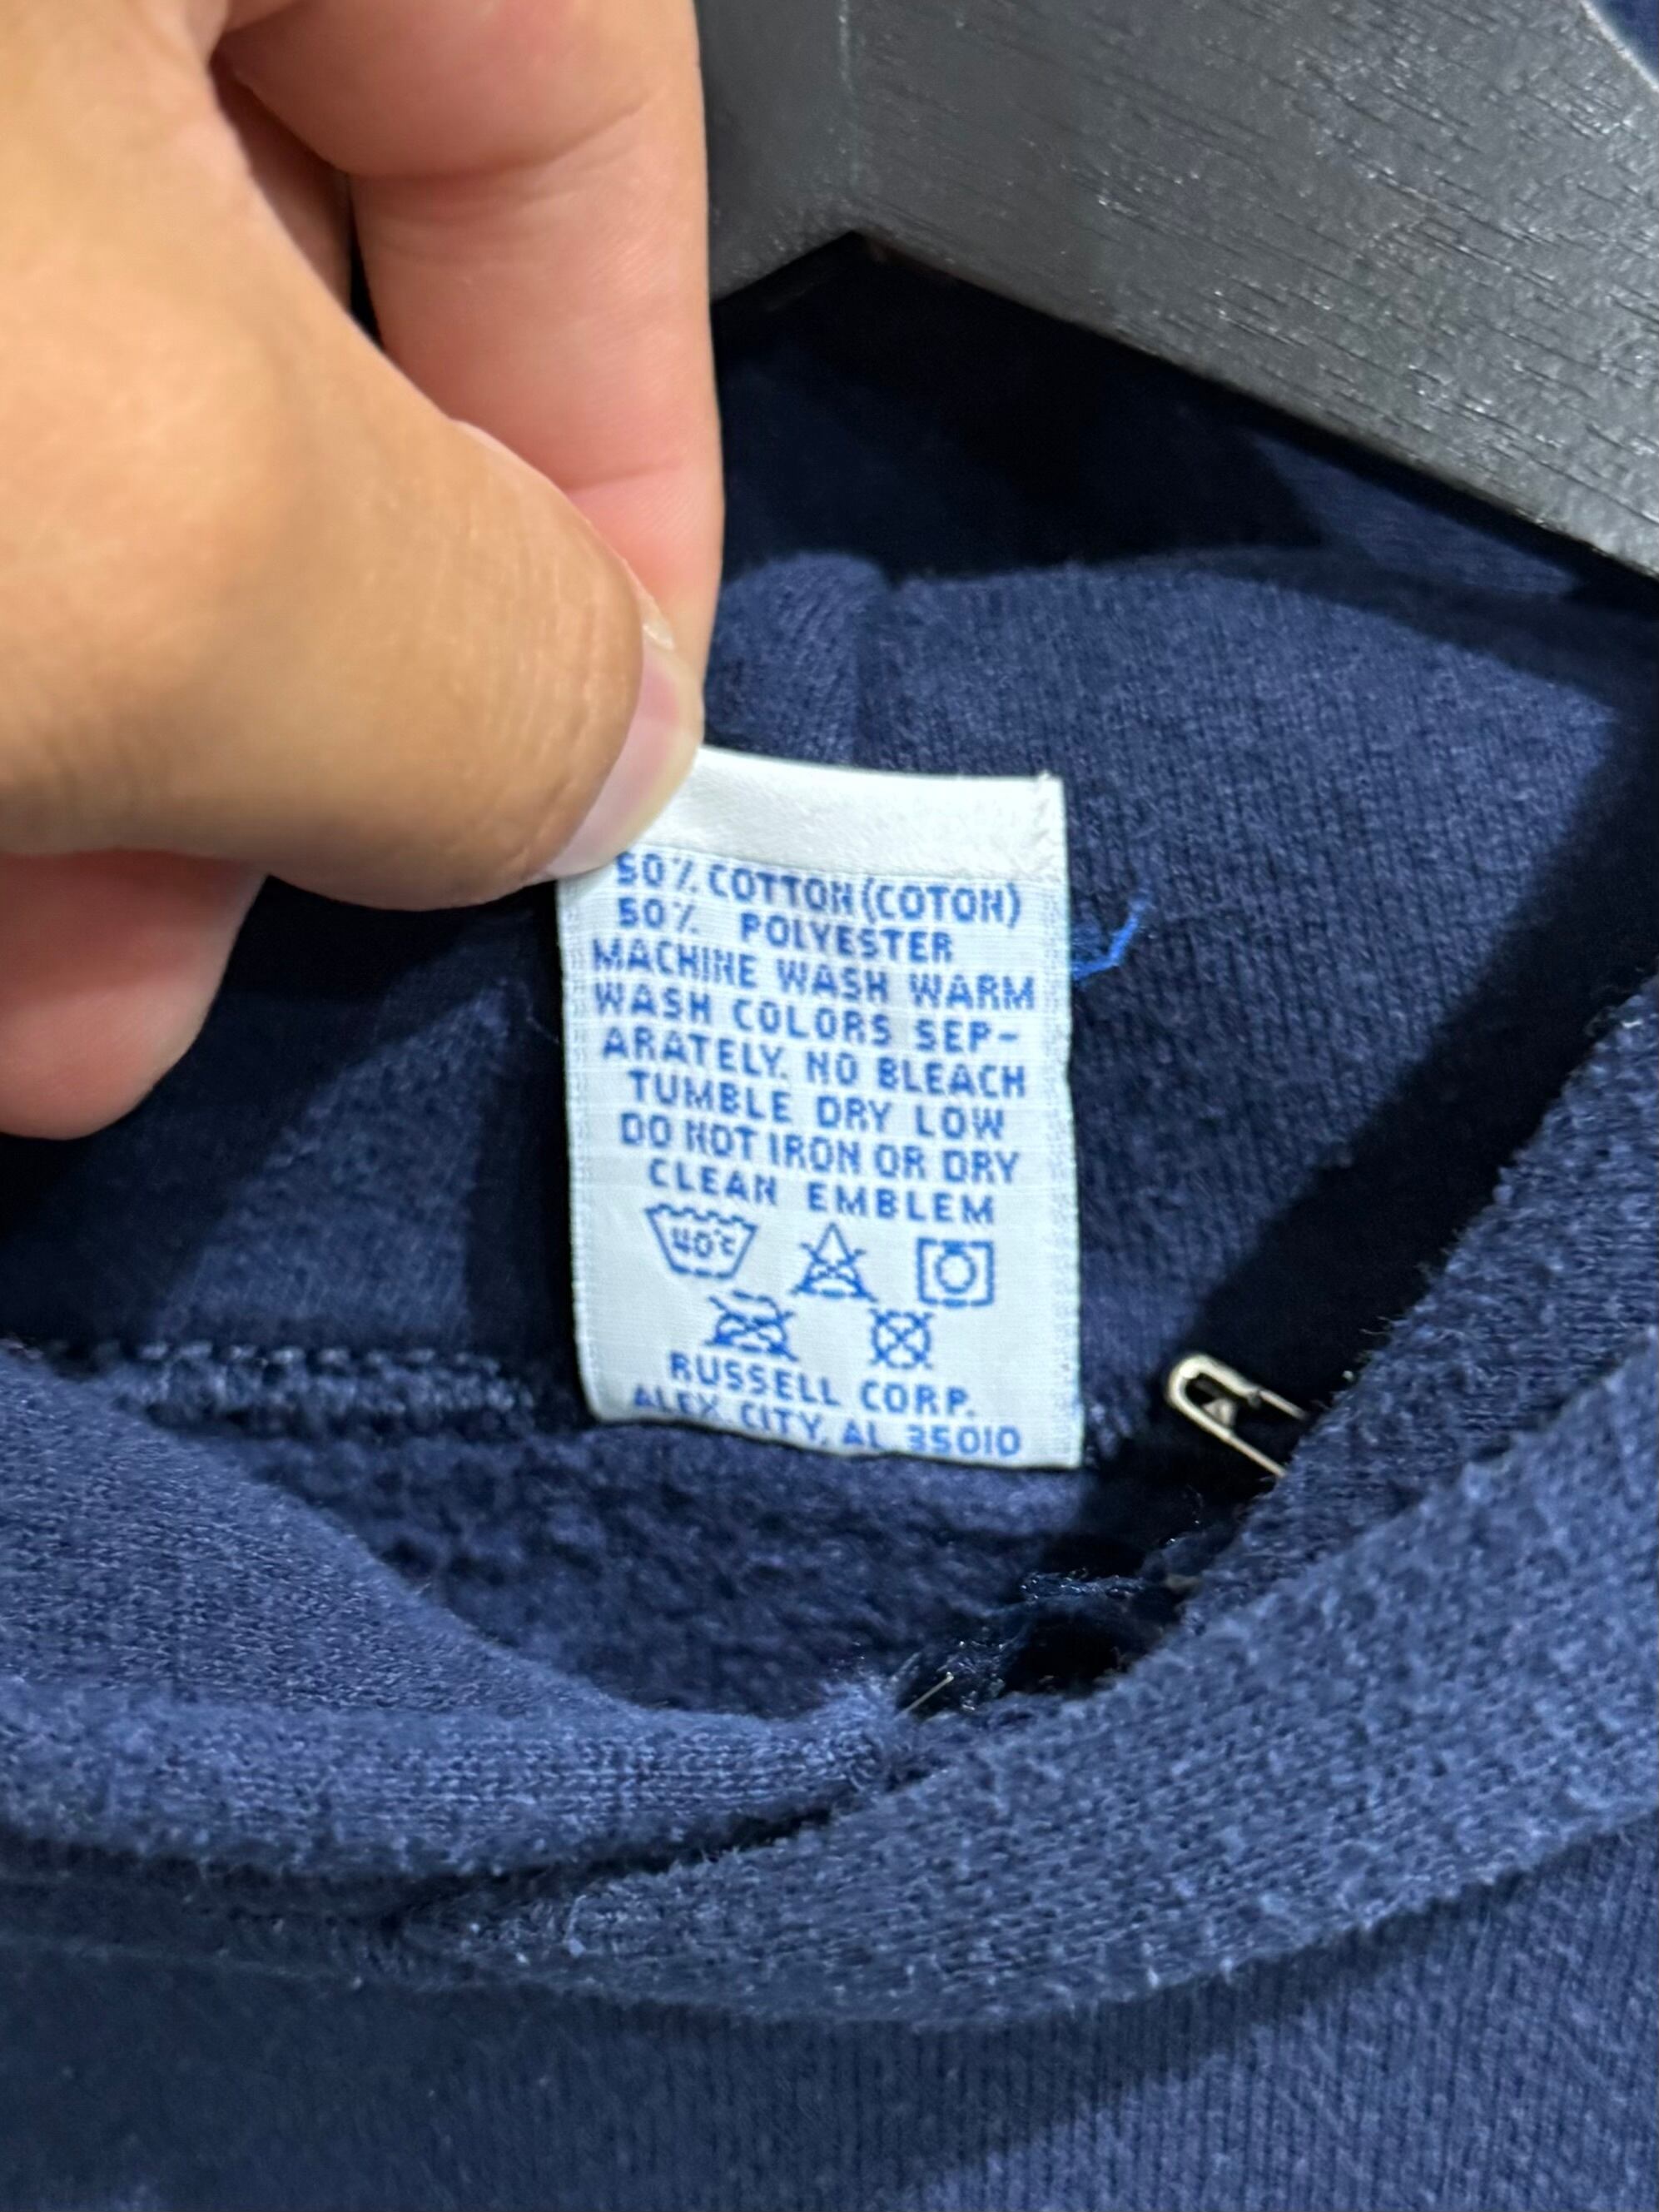 50% COTTON (COTON)
50% POLYESTER
MACHINE WASH WARM
WASH COLORS SEP-
ARATELY. NO BLEACH
TUMBLE DRY LOW
DO NOT IRON OR DRY
CLEAN EMBLEM
40°C
RUSSELL CORP.
ALEX. CITY, AL 35010